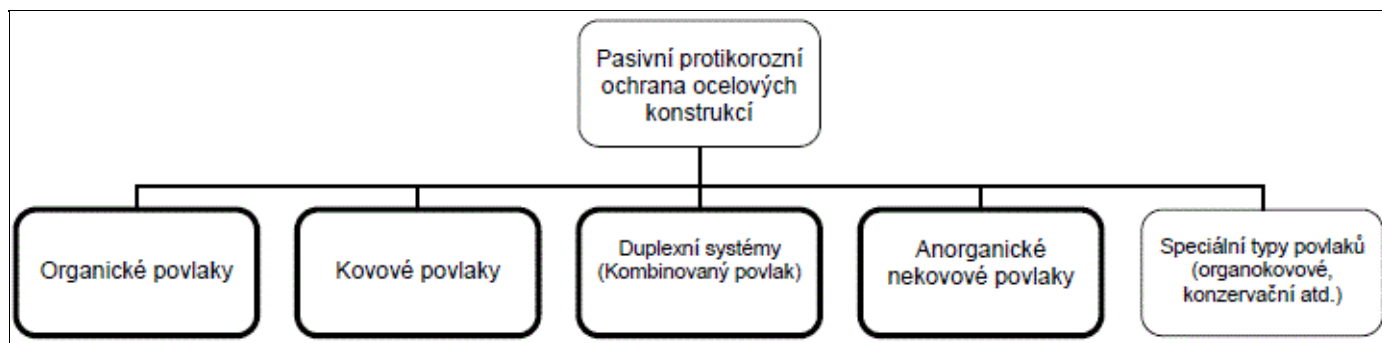 Pasivní protikorozní
ochrana ocelových
konstrukcí
Organické povlaky
Kovové povlaky
Duplexní systémy
(Kombinovaný povlak)
Anorganické
nekovové povlaky
Speciální typy povlaků
(organokovové,
konzervační atd.)